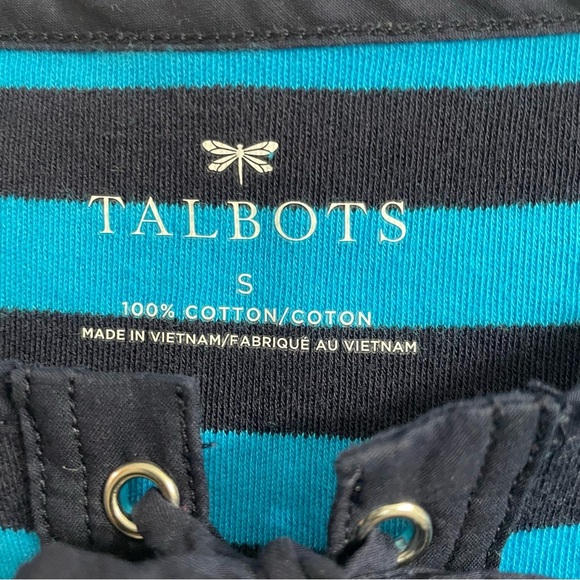 TALBOTS
S
100% COTTON/COTON
MADE IN VIETNAM/FABRIQUÉ AU VIETNAM